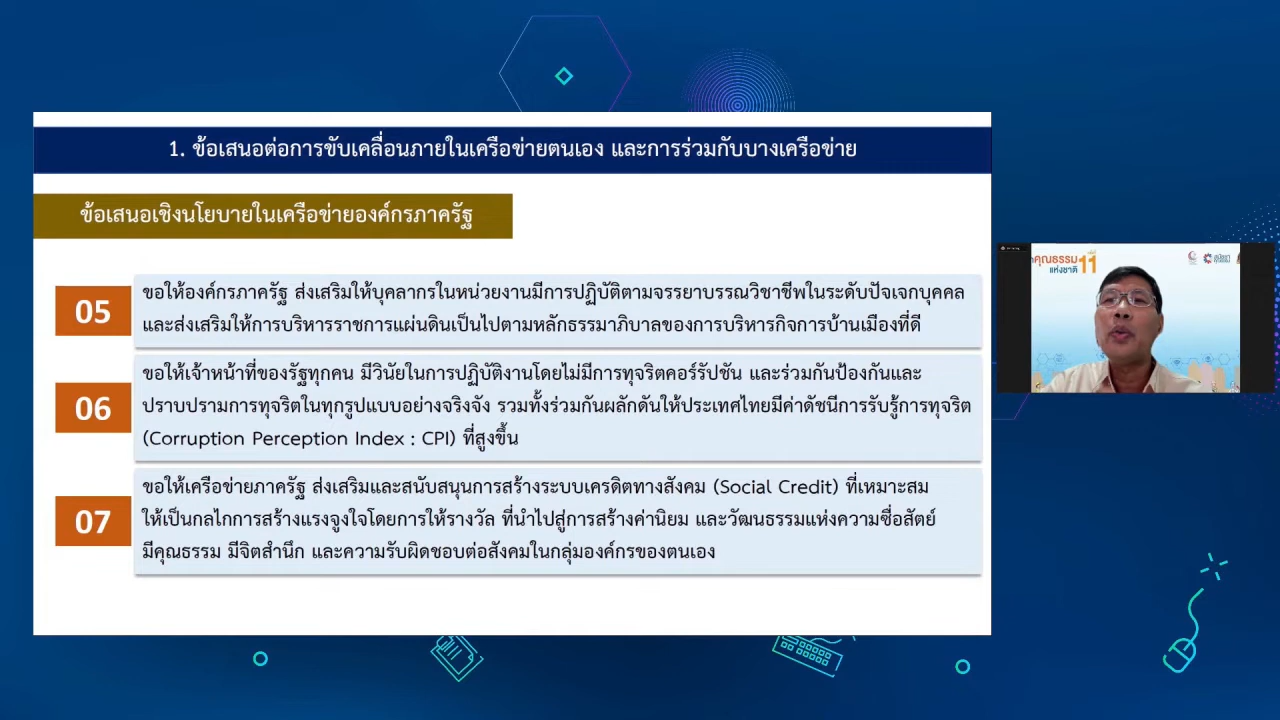 1. ข้อเสนอต่อการขับเคลื่อนภายในเครือข่ายตนเอง และการร่วมกับบางเครือข่าย
ข้อเสนอเชิงนโยบายในเครือข่ายองค์กรภาครัฐ
05
ขอให้องค์กรภาครัฐ ส่งเสริมให้บุคลากรในหน่วยงานมีการปฏิบัติตามจรรยาบรรณวิชาชีพในระดับปัจเจกบุคคล
และส่งเสริมให้การบริหารราชการแผ่นดินเป็นไปตามหลักธรรมาภิบาลของการบริหารกิจการบ้านเมืองที่ดี
06
ขอให้เจ้าหน้าที่ของรัฐทุกคน มีวินัยในการปฏิบัติงานโดยไม่มีการทุจริตคอร์รัปชัน และร่วมกันป้องกันและ
ปราบปรามการทุจริตในทุกรูปแบบอย่างจริงจัง รวมทั้งร่วมกันผลักดันให้ประเทศไทยมีค่าดัชนีการรับรู้การทุจริต
(Corruption Perception Index : CPI) ที่สูงขึ้น
07
ขอให้เครือข่ายภาครัฐ ส่งเสริมและสนับสนุนการสร้างระบบเครดิตทางสังคม (Social Credit) ที่เหมาะสม
ให้เป็นกลไกการสร้างแรงจูงใจโดยการให้รางวัล ที่นำไปสู่การสร้างค่านิยม และวัฒนธรรมแห่งความซื่อสัตย์
มีคุณธรรม มีจิตสำนึก และความรับผิดชอบต่อสังคมในกลุ่มองค์กรของตนเอง
คุณธรรม
แห่งชาติ 11